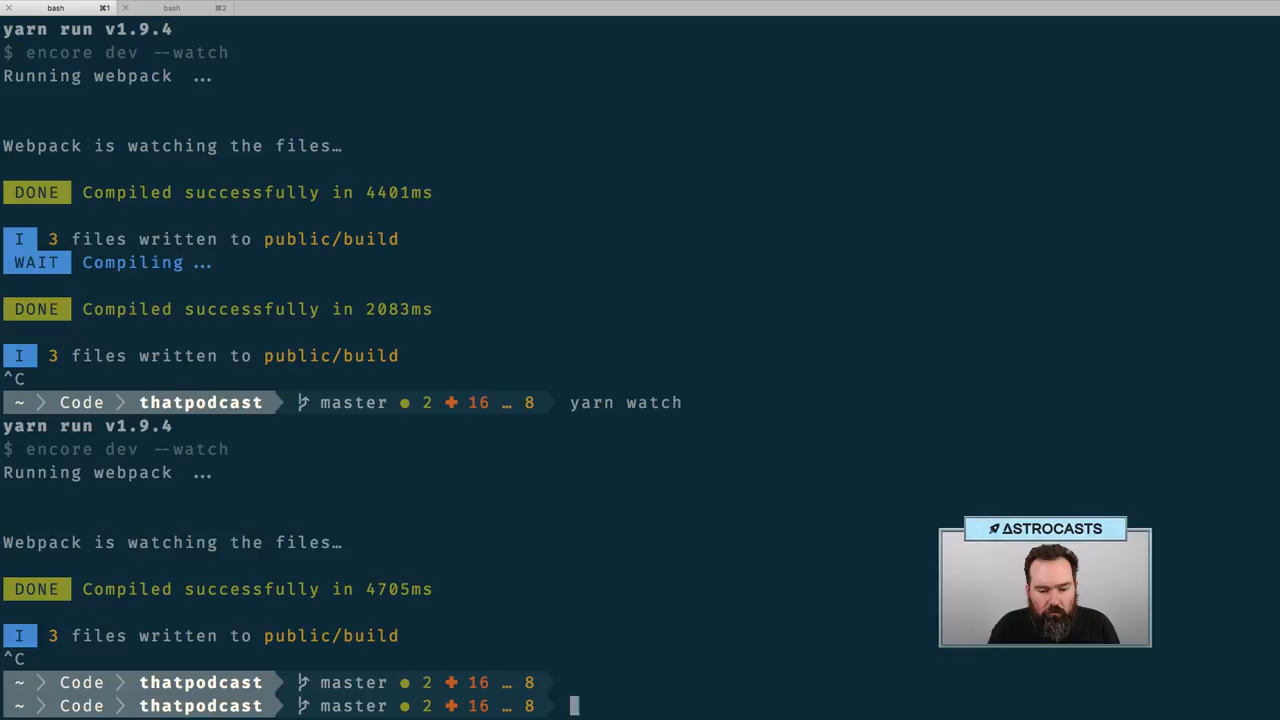 bash ⌘1 bash ⌘2
yarn run v1.9.4
$ encore dev --watch
Running webpack ...
Webpack is watching the files…
DONE Compiled successfully in 4401ms
I 3 files written to public/build
WAIT Compiling ...
DONE Compiled successfully in 2083ms
I 3 files written to public/build
^C
~ Code thatpodcast master ● 2 ✚ 16 … 8 yarn watch
yarn run v1.9.4
$ encore dev --watch
Running webpack ...
Webpack is watching the files…
DONE Compiled successfully in 4705ms
I 3 files written to public/build
^C
~ Code thatpodcast master ● 2 ✚ 16 … 8
~ Code thatpodcast master ● 2 ✚ 16 … 8
ΔSTROCASTS